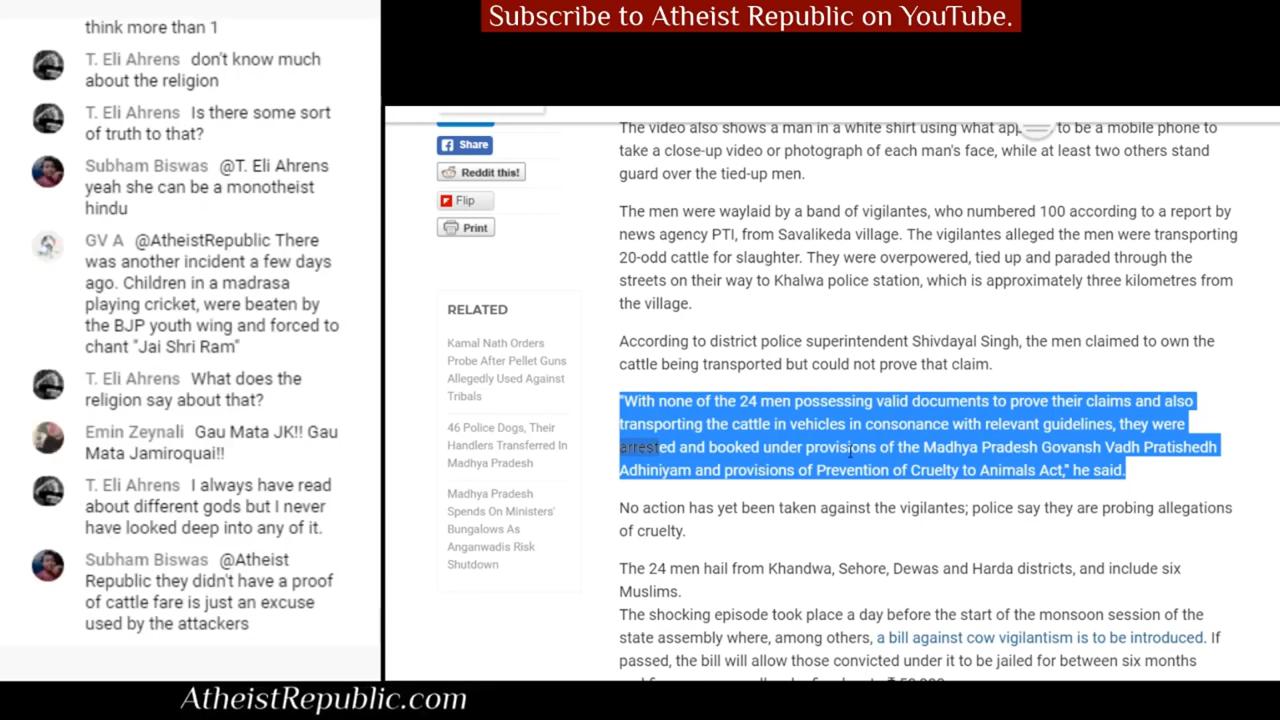 Subscribe to Atheist Republic on YouTube.
think more than 1
T. Eli Ahrens don't know much
about the religion
T. Eli Ahrens Is there some sort
of truth to that?
Subham Biswas @T. Eli Ahrens
yeah she can be a monotheist
hindu
GV A @AtheistRepublic There
was another incident a few days
ago. Children in a madrasa
playing cricket, were beaten by
the BJP youth wing and forced to
chant "Jai Shri Ram"
T. Eli Ahrens What does the
religion say about that?
Emin Zeynali Gau Mata JK!! Gau
Mata Jamiroquai!!
T. Eli Ahrens I always have read
about different gods but I never
have looked deep into any of it.
Subham Biswas @Atheist
Republic they didn't have a proof
of cattle fare is just an excuse
used by the attackers
Share
Reddit this!
Flip
Print
RELATED
Kamal Nath Orders
Probe After Pellet Guns
Allegedly Used Against
Tribals
46 Police Dogs, Their
Handlers Transferred In
Madhya Pradesh
Madhya Pradesh
Spends On Ministers'
Bungalows As
Anganwadis Risk
Shutdown
The video also shows a man in a white shirt using what app to be a mobile phone to
take a close-up video or photograph of each man's face, while at least two others stand
guard over the tied-up men.
The men were waylaid by a band of vigilantes, who numbered 100 according to a report by
news agency PTI, from Savalikeda village. The vigilantes alleged the men were transporting
20-odd cattle for slaughter. They were overpowered, tied up and paraded through the
streets on their way to Khalwa police station, which is approximately three kilometres from
the village.
According to district police superintendent Shivdayal Singh, the men claimed to own the
cattle being transported but could not prove that claim.
"With none of the 24 men possessing valid documents to prove their claims and also
transporting the cattle in vehicles in consonance with relevant guidelines, they were
arrested and booked under provisions of the Madhya Pradesh Govansh Vadh Pratishedh
Adhiniyam and provisions of Prevention of Cruelty to Animals Act," he said.
No action has yet been taken against the vigilantes; police say they are probing allegations
of cruelty.
The 24 men hail from Khandwa, Sehore, Dewas and Harda districts, and include six
Muslims.
The shocking episode took place a day before the start of the monsoon session of the
state assembly where, among others, a bill against cow vigilantism is to be introduced. If
passed, the bill will allow those convicted under it to be jailed for between six months
AtheistRepublic.com